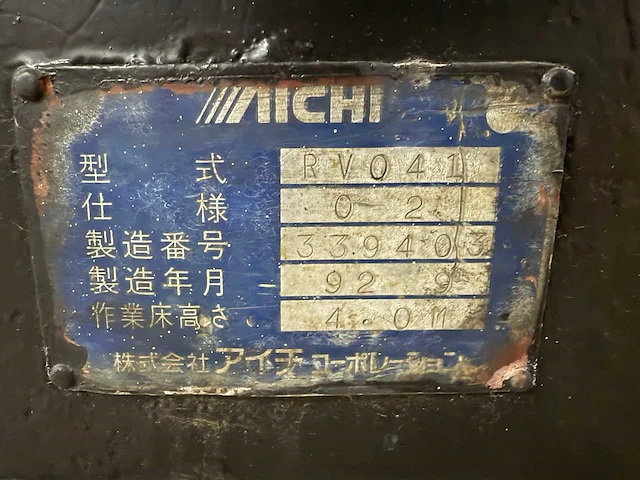 AICHI
型式 RV041
仕様 02
製造番号 339403
製造年月 92 9
作業床高さ 4.0M
株式会社アイチコーポレーション